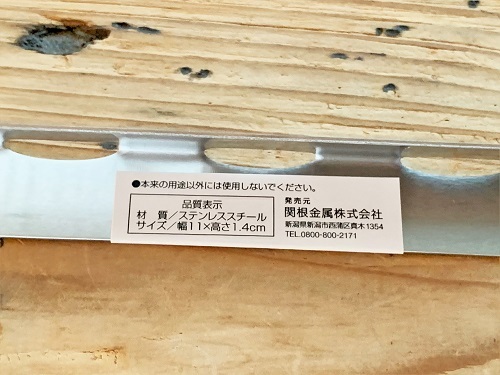 ●本来の用途以外には使用しないでください。
品質表示
材 質／ステンレススチール
サイズ／幅11×高さ1.4cm
発売元
関根金属株式会社
新潟県新潟市西蒲区真木1354
TEL.0800-800-2171